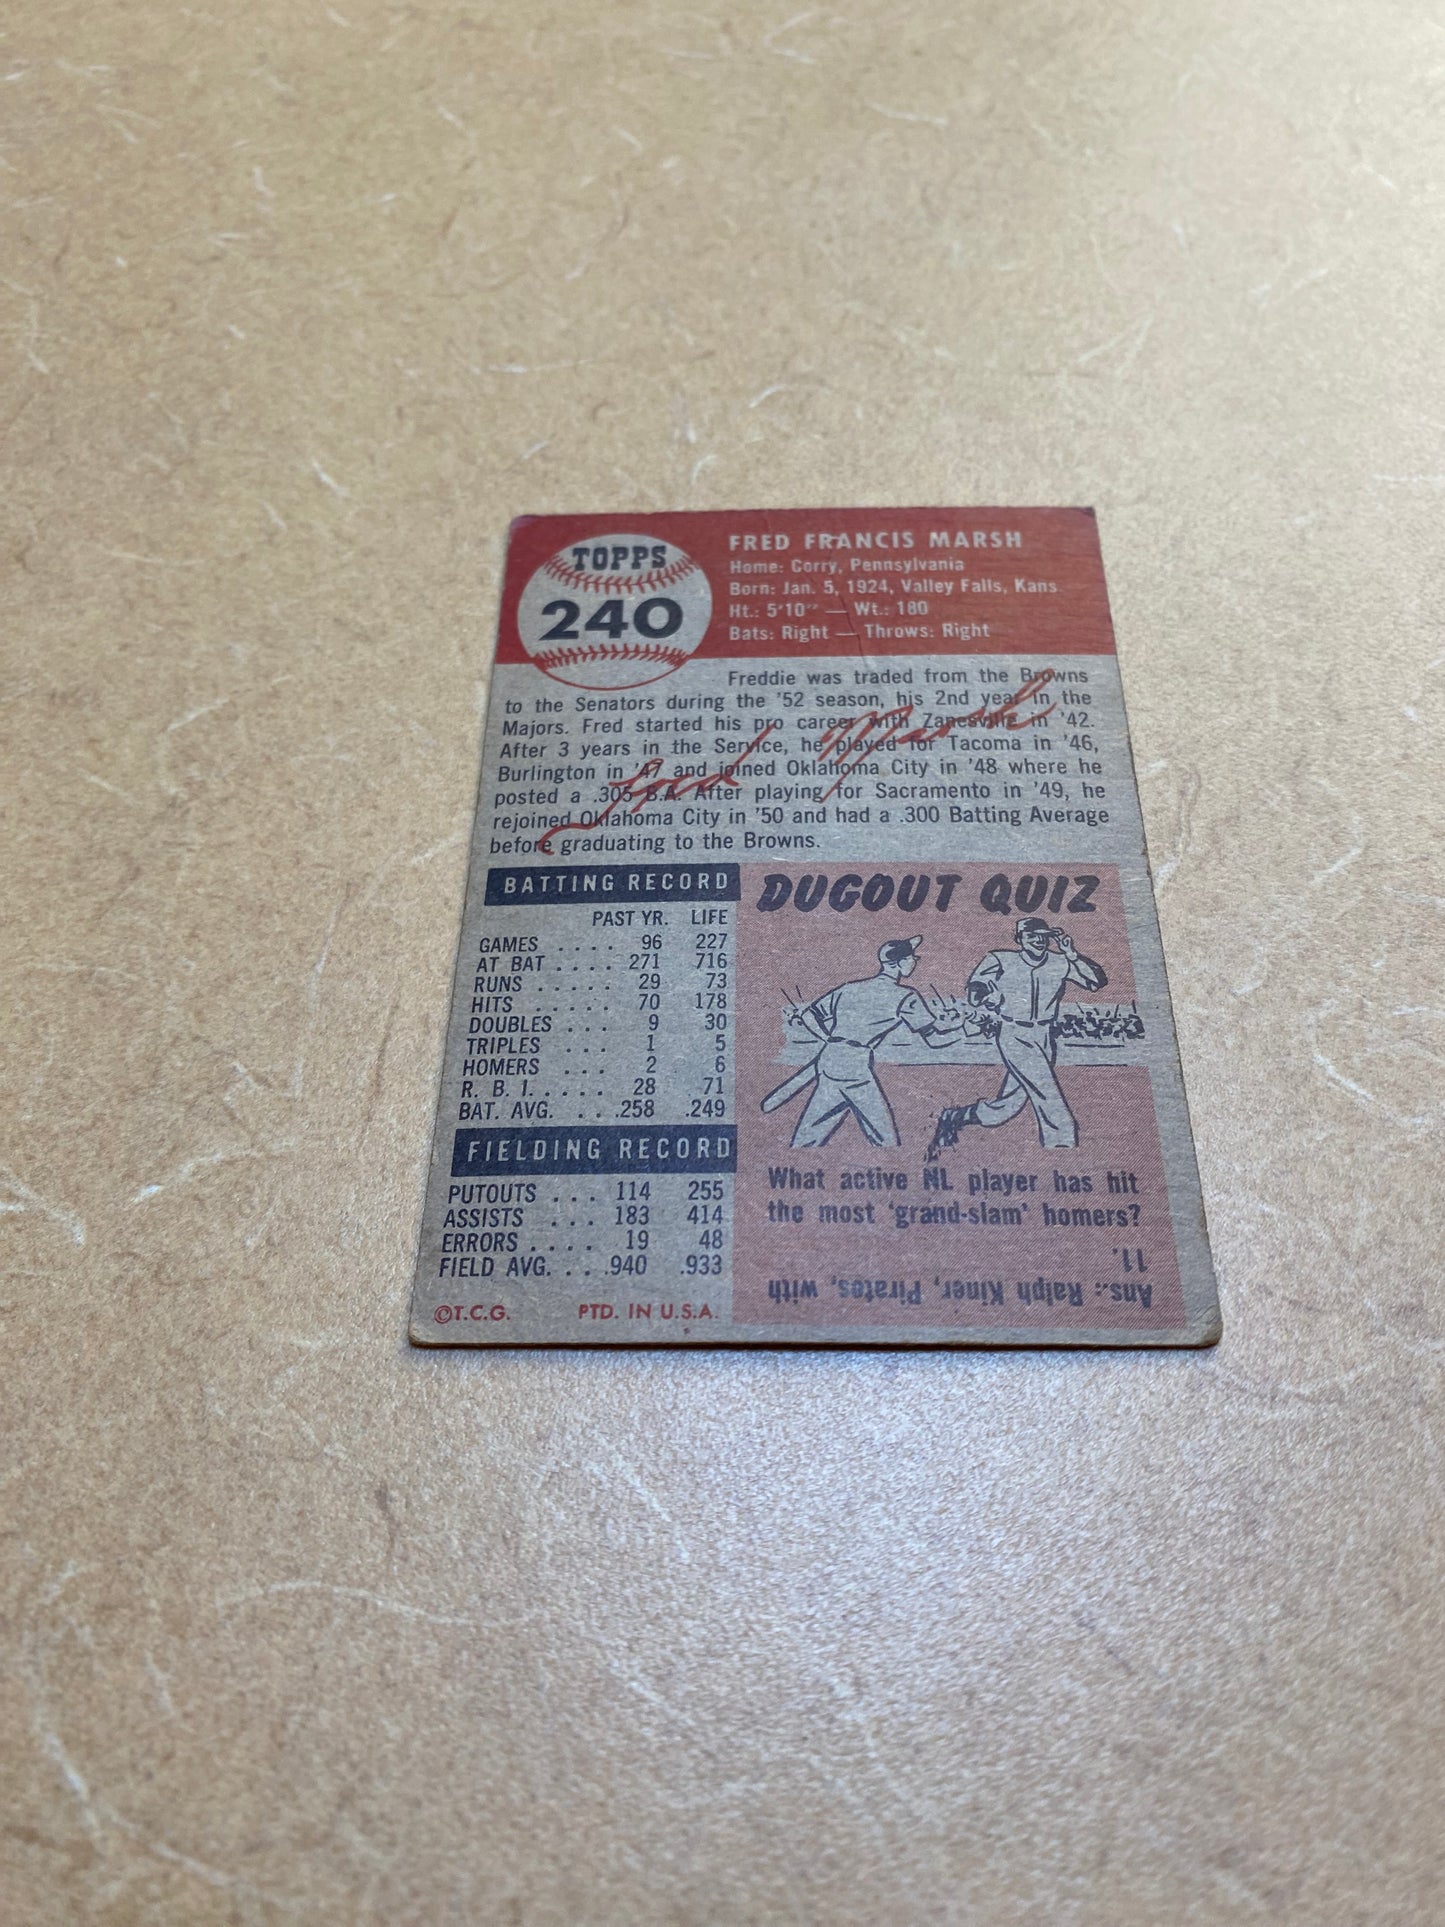 TOPPS
240
FRED FRANCIS MARSH
Home: Corry, Pennsylvania
Born: Jan. 5, 1924, Valley Falls, Kans.
Ht.: 5'10" — Wt.: 180
Bats: Right — Throws: Right
Freddie was traded from the Browns
to the Senators during the '52 season, his 2nd year in the
Majors. Fred started his pro career with Zanesville in '42.
After 3 years in the Service, he played for Tacoma in '46,
Burlington in '47 and joined Oklahoma City in '48 where he
posted a .305 B.A. After playing for Sacramento in '49, he
rejoined Oklahoma City in '50 and had a .300 Batting Average
before graduating to the Browns.
Fred Marsh
BATTING RECORD
PAST YR. LIFE
GAMES . . . . 96 227
AT BAT . . . . 271 716
RUNS . . . . . 29 73
HITS . . . . . 70 178
DOUBLES . . . 9 30
TRIPLES . . . 1 5
HOMERS . . . 2 6
R. B. I. . . . . 28 71
BAT. AVG. . . . .258 .249
FIELDING RECORD
PUTOUTS . . . 114 255
ASSISTS . . . 183 414
ERRORS . . . . 19 48
FIELD AVG. . . .940 .933
©T.C.G. PTD. IN U.S.A.
DUGOUT QUIZ
What active NL player has hit
the most 'grand-slam' homers?
Ans.: Ralph Kiner, Pirates, with
11.